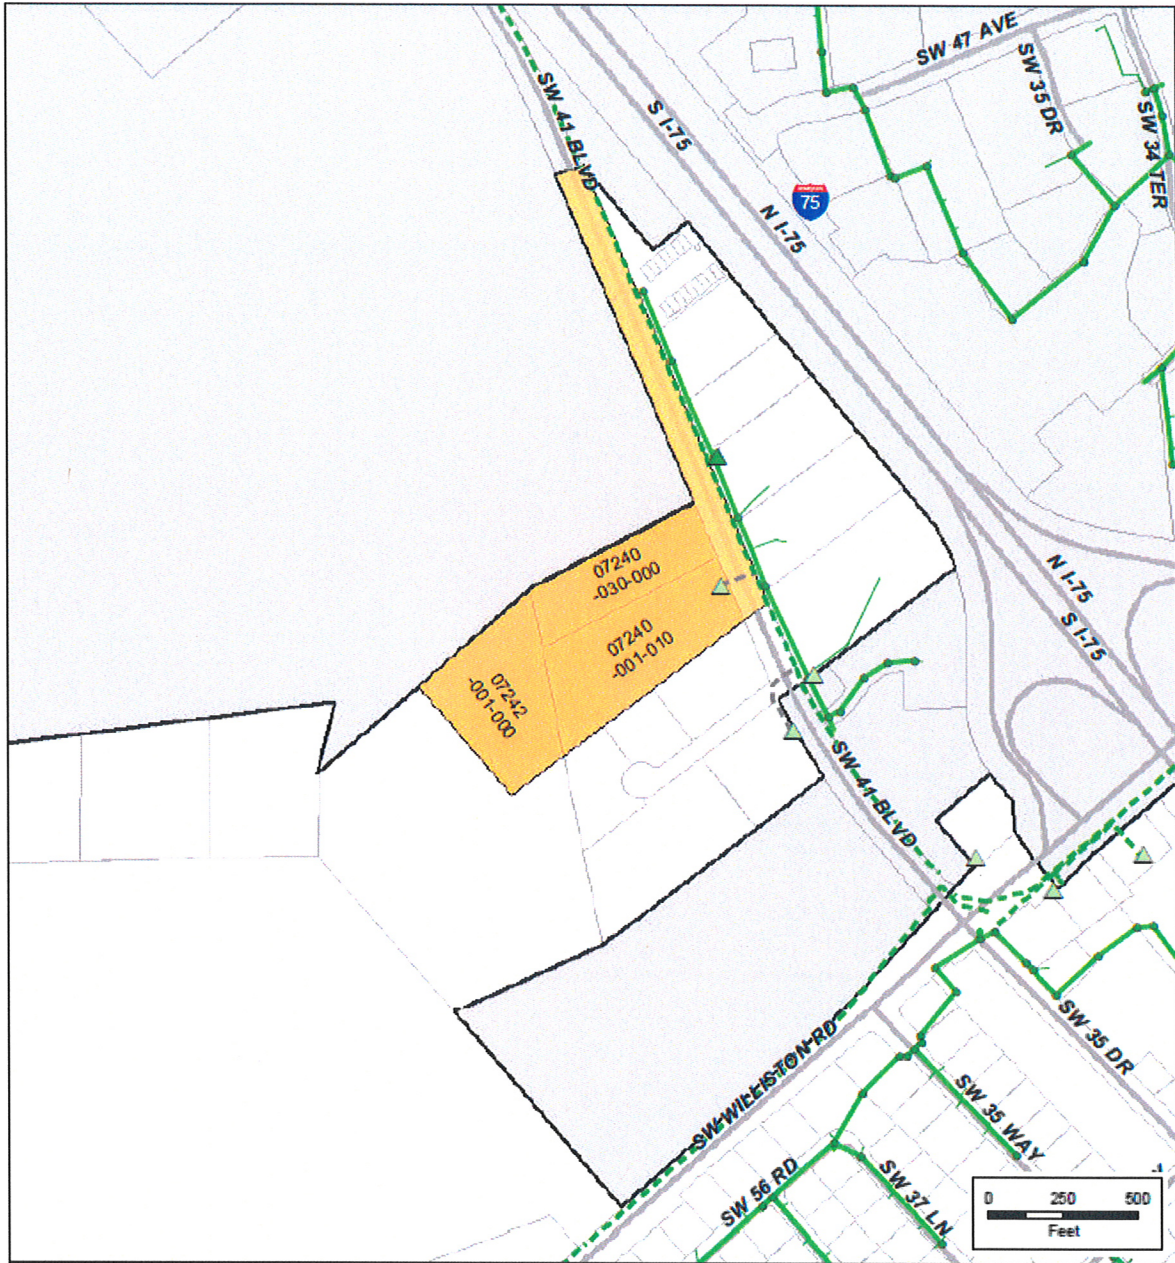 SW 47 AVE
SW 35 DR
SW 34 TER
SW 41 BLVD
S I-75
75
N I-75
07240
-030-000
07240
-001-010
07242
-001-000
N I-75
S I-75
SW 41 BLVD
SW WILLISTON RD
SW 35 DR
SW 35 WAY
SW 56 RD
SW 37 LN
0 250 500
Feet